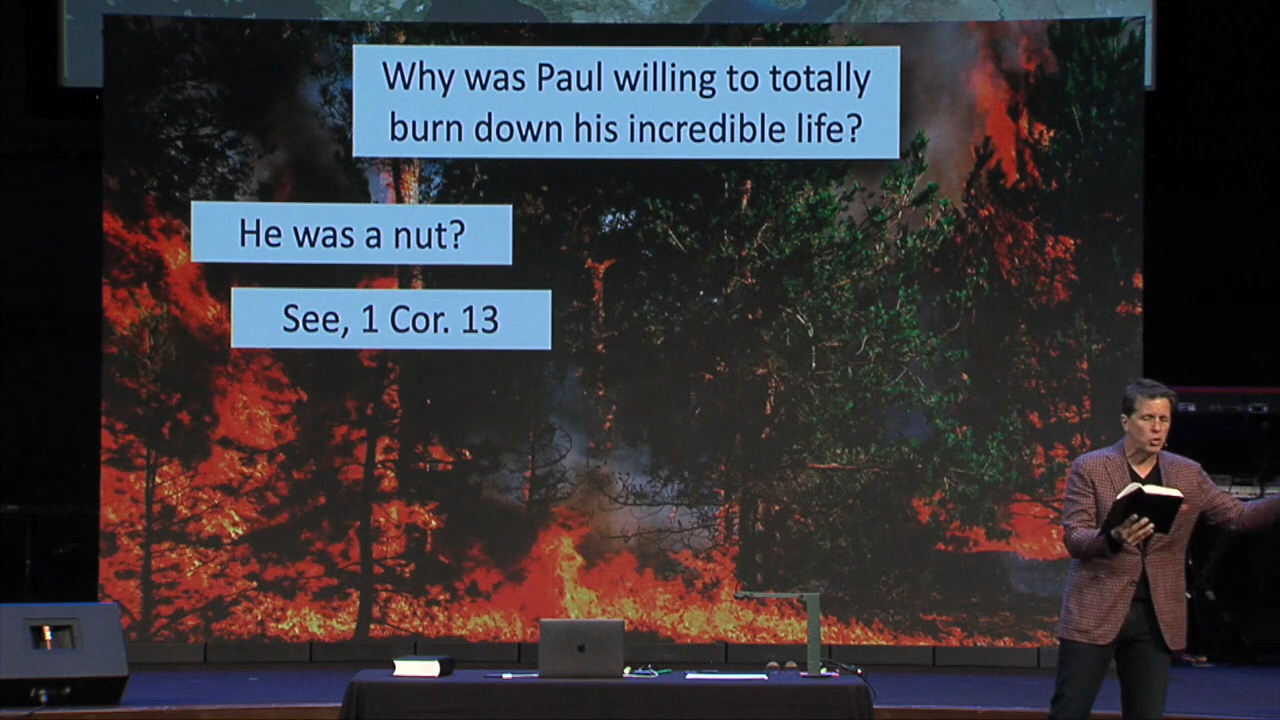 Why was Paul willing to totally
burn down his incredible life?
He was a nut?
See, 1 Cor. 13